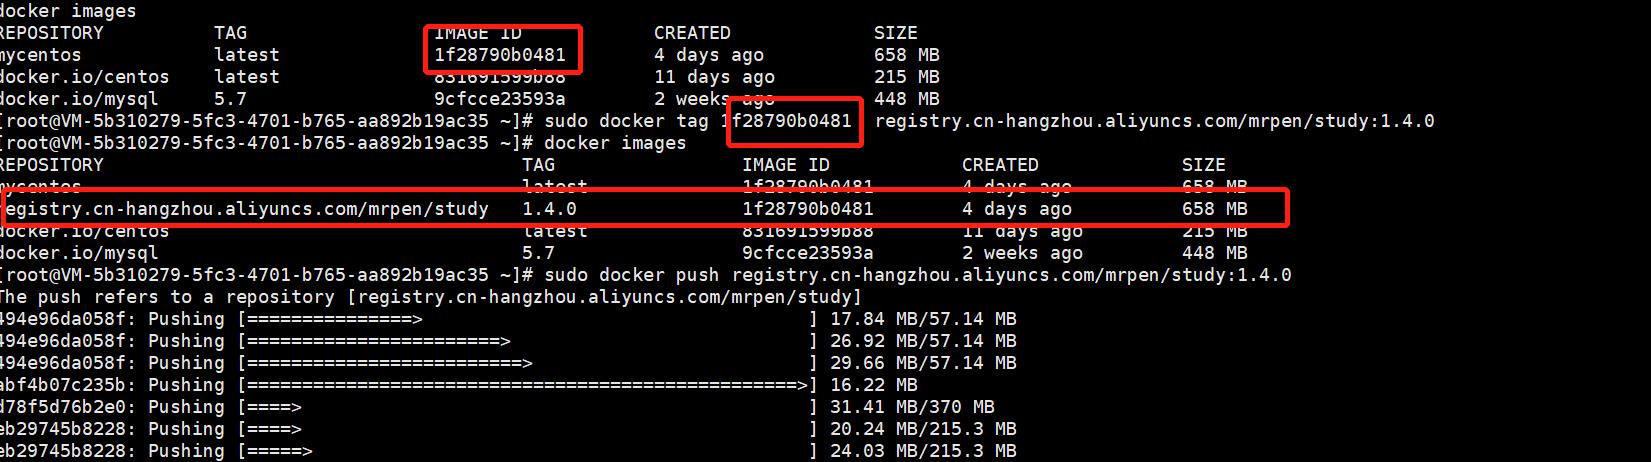 docker images
REPOSITORY TAG IMAGE ID CREATED SIZE
mycentos latest 1f28790b0481 4 days ago 658 MB
docker.io/centos latest 831691599b88 11 days ago 215 MB
docker.io/mysql 5.7 9cfcce23593a 2 weeks ago 448 MB
[root@VM-5b310279-5fc3-4701-b765-aa892b19ac35 ~]# sudo docker tag 1f28790b0481 registry.cn-hangzhou.aliyuncs.com/mrpen/study:1.4.0
[root@VM-5b310279-5fc3-4701-b765-aa892b19ac35 ~]# docker images
REPOSITORY TAG IMAGE ID CREATED SIZE
mycentos latest 1f28790b0481 4 days ago 658 MB
registry.cn-hangzhou.aliyuncs.com/mrpen/study 1.4.0 1f28790b0481 4 days ago 658 MB
docker.io/centos latest 831691599b88 11 days ago 215 MB
docker.io/mysql 5.7 9cfcce23593a 2 weeks ago 448 MB
[root@VM-5b310279-5fc3-4701-b765-aa892b19ac35 ~]# sudo docker push registry.cn-hangzhou.aliyuncs.com/mrpen/study:1.4.0
The push refers to a repository [registry.cn-hangzhou.aliyuncs.com/mrpen/study]
494e96da058f: Pushing [===============> ] 17.84 MB/57.14 MB
494e96da058f: Pushing [=======================> ] 26.92 MB/57.14 MB
494e96da058f: Pushing [=========================> ] 29.66 MB/57.14 MB
abf4b07c235b: Pushing [==================================================>] 16.22 MB
d78f5d76b2e0: Pushing [====> ] 31.41 MB/370 MB
eb29745b8228: Pushing [====> ] 20.24 MB/215.3 MB
eb29745b8228: Pushing [=====> ] 24.03 MB/215.3 MB